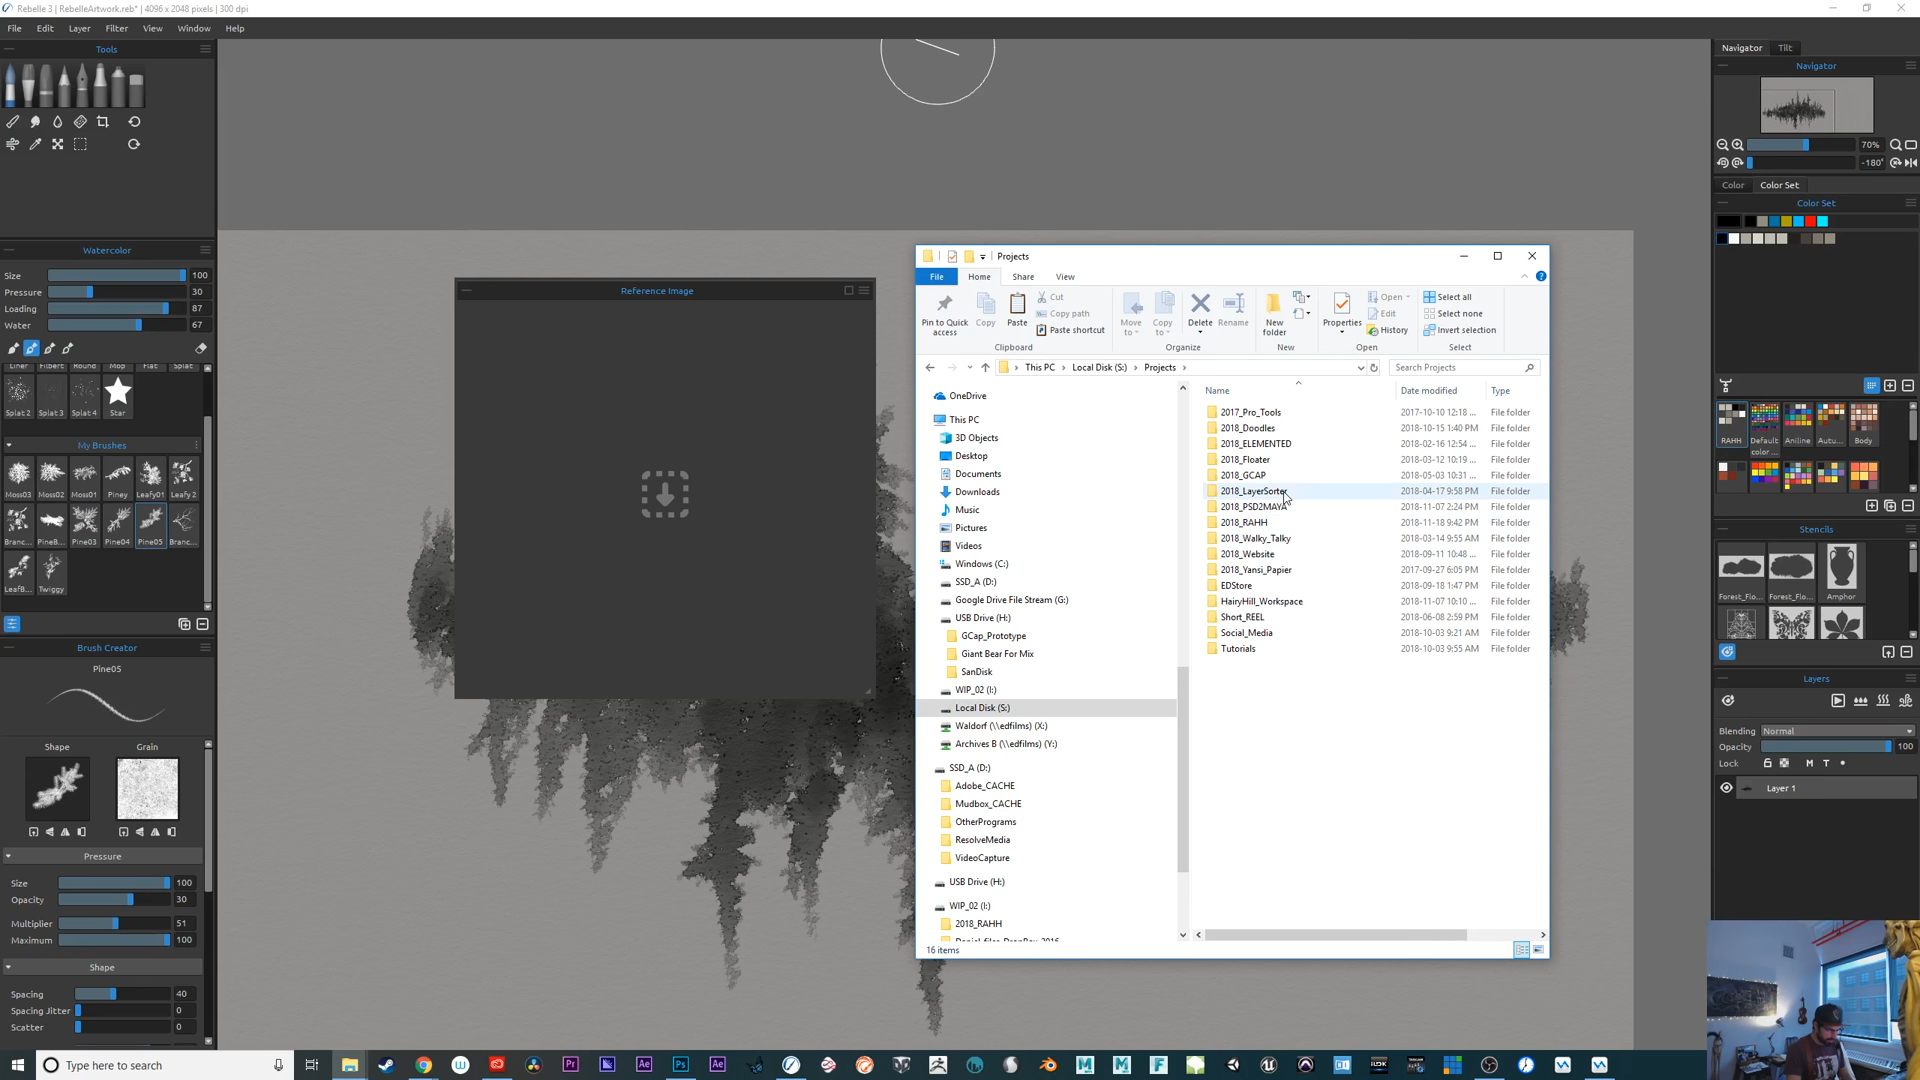 Rebelle 3 | RebelleArtwork.reb* | 4096 x 2048 pixels | 300 dpi
File Edit Layer Filter View Window Help
Tools
Watercolor
Size 100
Pressure 30
Loading 87
Water 67
Liner Filbert Round Mop Flat Splat
Splat 2 Splat 3 Splat 4 Star
My Brushes
Moss03 Moss02 Moss01 Piney Leafy01 Leafy 2
Branc... PineB... Pine03 Pine04 Pine05 Branc...
LeafB... Twiggy
Brush Creator
Pine05
Shape Grain
Pressure
Size 100
Opacity 30
Multiplier 51
Maximum 100
Shape
Spacing 40
Spacing Jitter 0
Scatter 0
Reference Image
Projects
File Home Share View
Pin to Quick access
Copy
Paste
Cut
Copy path
Paste shortcut
Clipboard
Move to
Copy to
Delete
Rename
Organize
New folder
New
Properties
Open
Edit
History
Open
Select all
Select none
Invert selection
Select
This PC Local Disk (S:) Projects
Search Projects
OneDrive
This PC
3D Objects
Desktop
Documents
Downloads
Music
Pictures
Videos
Windows (C:)
SSD_A (D:)
Google Drive File Stream (G:)
USB Drive (H:)
GCap_Prototype
Giant Bear For Mix
SanDisk
WIP_02 (I:)
Local Disk (S:)
Waldorf (\\edfilms) (X:)
Archives B (\\edfilms) (Y:)
SSD_A (D:)
Adobe_CACHE
Mudbox_CACHE
OtherPrograms
ResolveMedia
VideoCapture
USB Drive (H:)
WIP_02 (I:)
2018_RAHH
Name Date modified Type
2017_Pro_Tools 2017-10-10 12:18 ... File folder
2018_Doodles 2018-10-15 1:40 PM File folder
2018_ELEMENTED 2018-02-16 12:54 ... File folder
2018_Floater 2018-03-12 10:19 ... File folder
2018_GCAP 2018-05-03 10:31 ... File folder
2018_LayerSorter 2018-04-17 9:58 PM File folder
2018_PSD2MAYA 2018-11-07 2:24 PM File folder
2018_RAHH 2018-11-18 9:42 PM File folder
2018_Walky_Talky 2018-03-14 9:55 AM File folder
2018_Website 2018-09-11 10:48 ... File folder
2018_Yansi_Papier 2017-09-27 6:05 PM File folder
EDStore 2018-09-18 1:47 PM File folder
HairyHill_Workspace 2018-11-07 10:10 ... File folder
Short_REEL 2018-06-08 2:59 PM File folder
Social_Media 2018-10-03 9:21 AM File folder
Tutorials 2018-10-03 9:55 AM File folder
16 items
Navigator Tilt
Navigator
70%
-180°
Color Color Set
Color Set
RAHH Default color ... Aniline Autu... Body
Stencils
Forest_Flo... Forest_Flo... Amphor
Layers
Blending Normal
Opacity 100
Lock M T
Layer 1
Type here to search